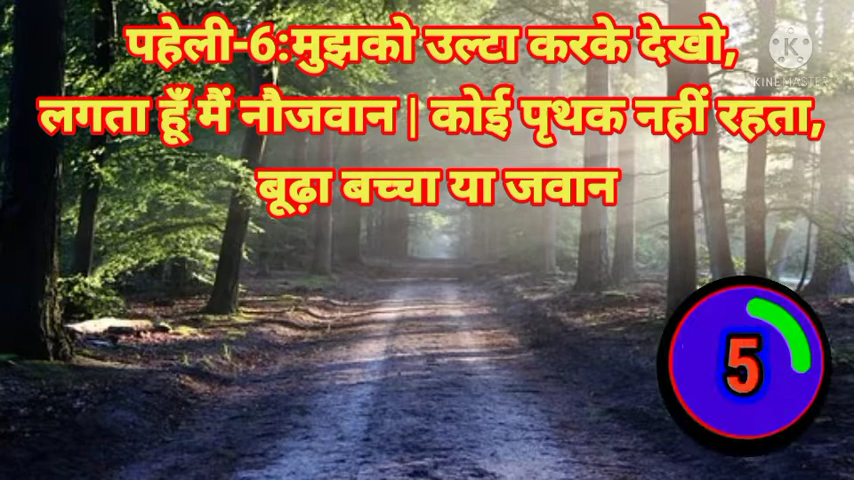 पहेली-6:मुझको उल्टा करके देखो,
लगता हूँ मैं नौजवान | कोई पृथक नहीं रहता,
बूढ़ा बच्चा या जवान
K
KINEMASTER
5